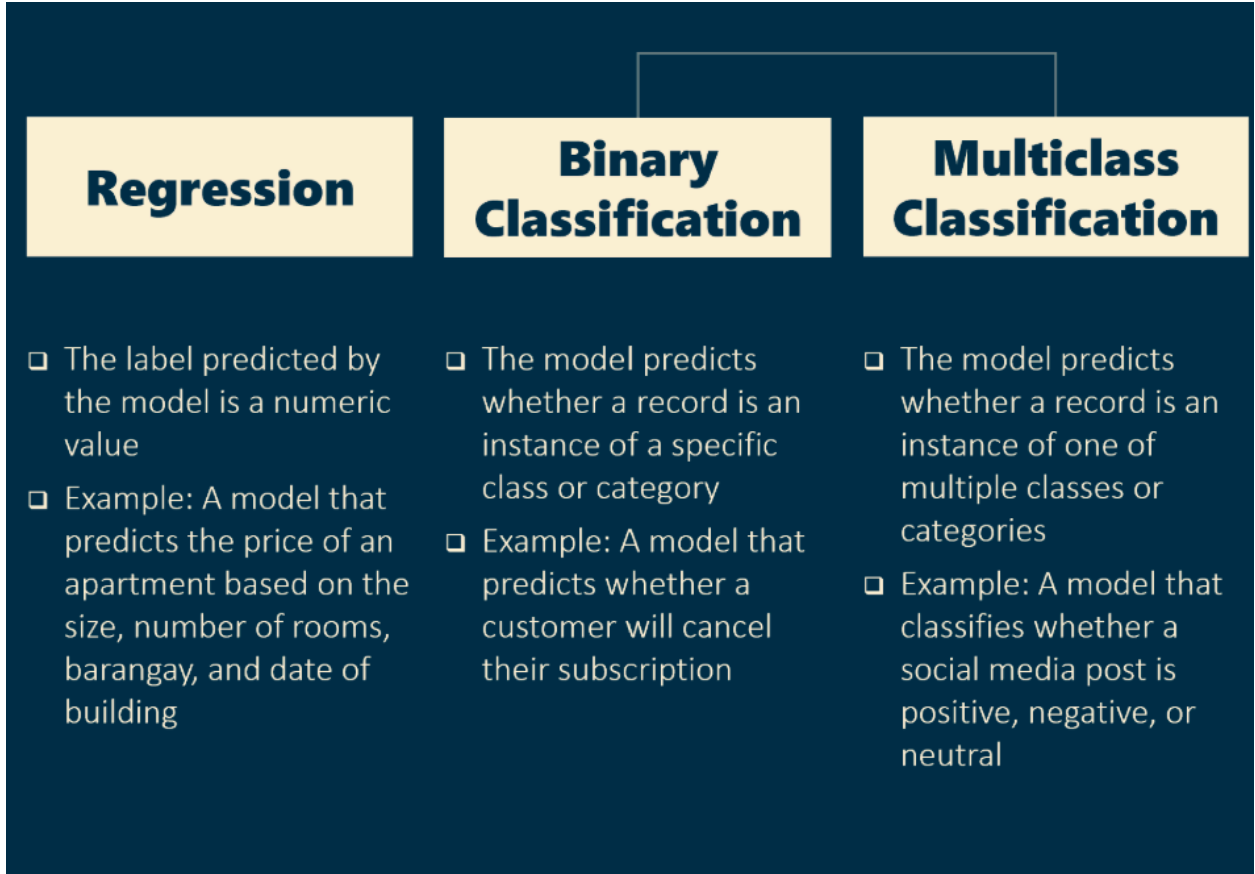 Regression
❑ The label predicted by
the model is a numeric
value
❑ Example: A model that
predicts the price of an
apartment based on the
size, number of rooms,
barangay, and date of
building
Binary
Classification
❑ The model predicts
whether a record is an
instance of a specific
class or category
❑ Example: A model that
predicts whether a
customer will cancel
their subscription
Multiclass
Classification
❑ The model predicts
whether a record is an
instance of one of
multiple classes or
categories
❑ Example: A model that
classifies whether a
social media post is
positive, negative, or
neutral